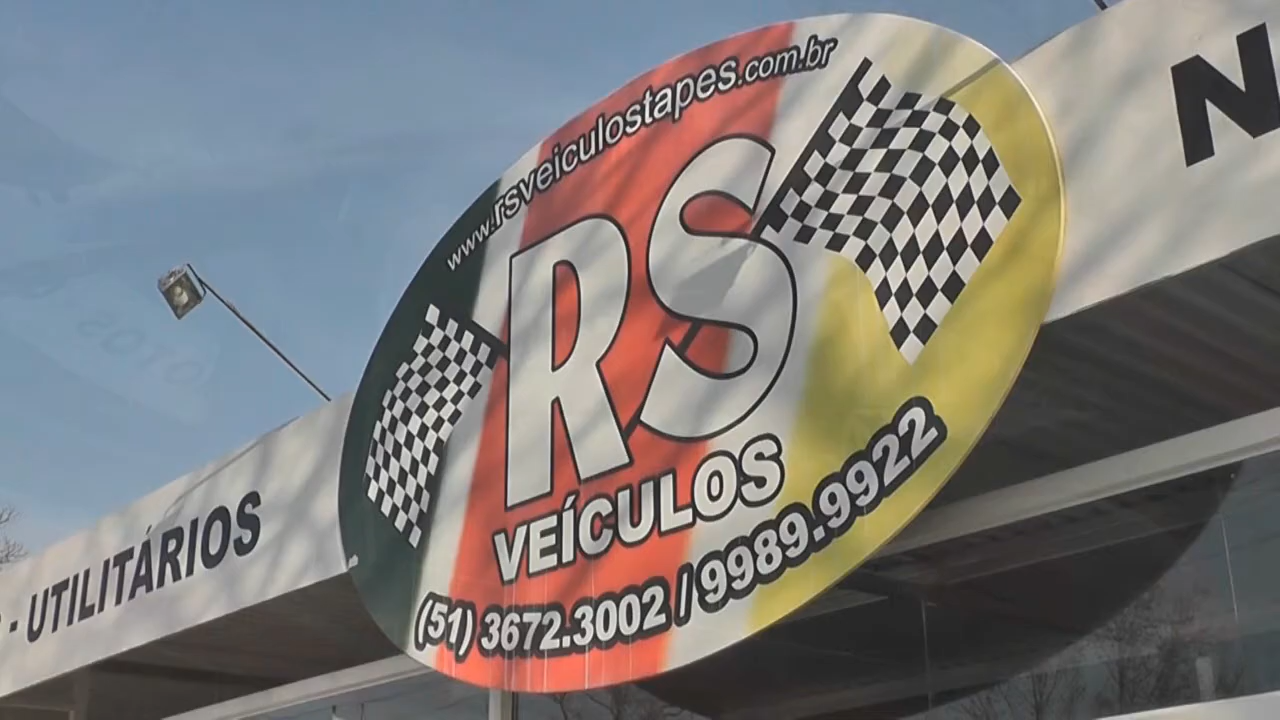 www.rsveiculostapes.com.br
RS
VEÍCULOS
(51) 3672.3002 / 9989.9922
- UTILITÁRIOS
N